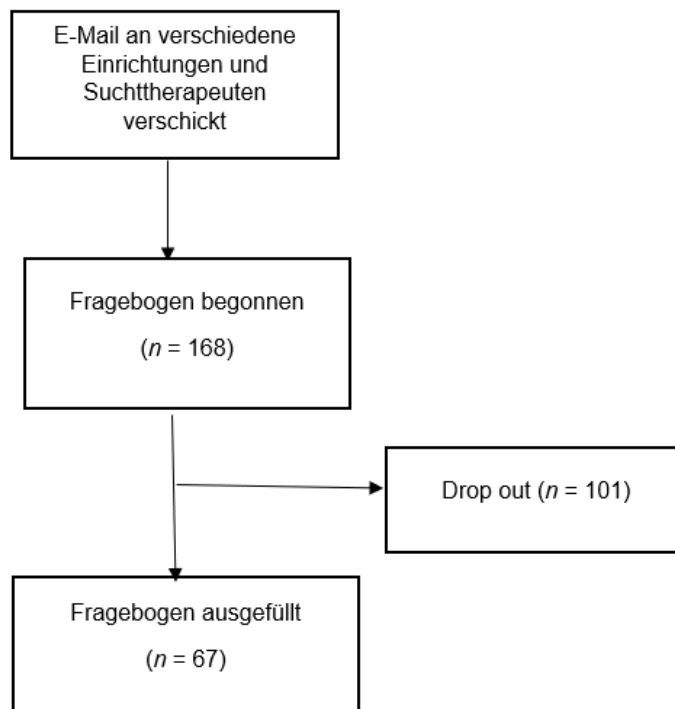 E-Mail an verschiedene
Einrichtungen und
Suchttherapeuten
verschickt
Fragebogen begonnen
(n = 168)
Drop out (n = 101)
Fragebogen ausgefüllt
(n = 67)